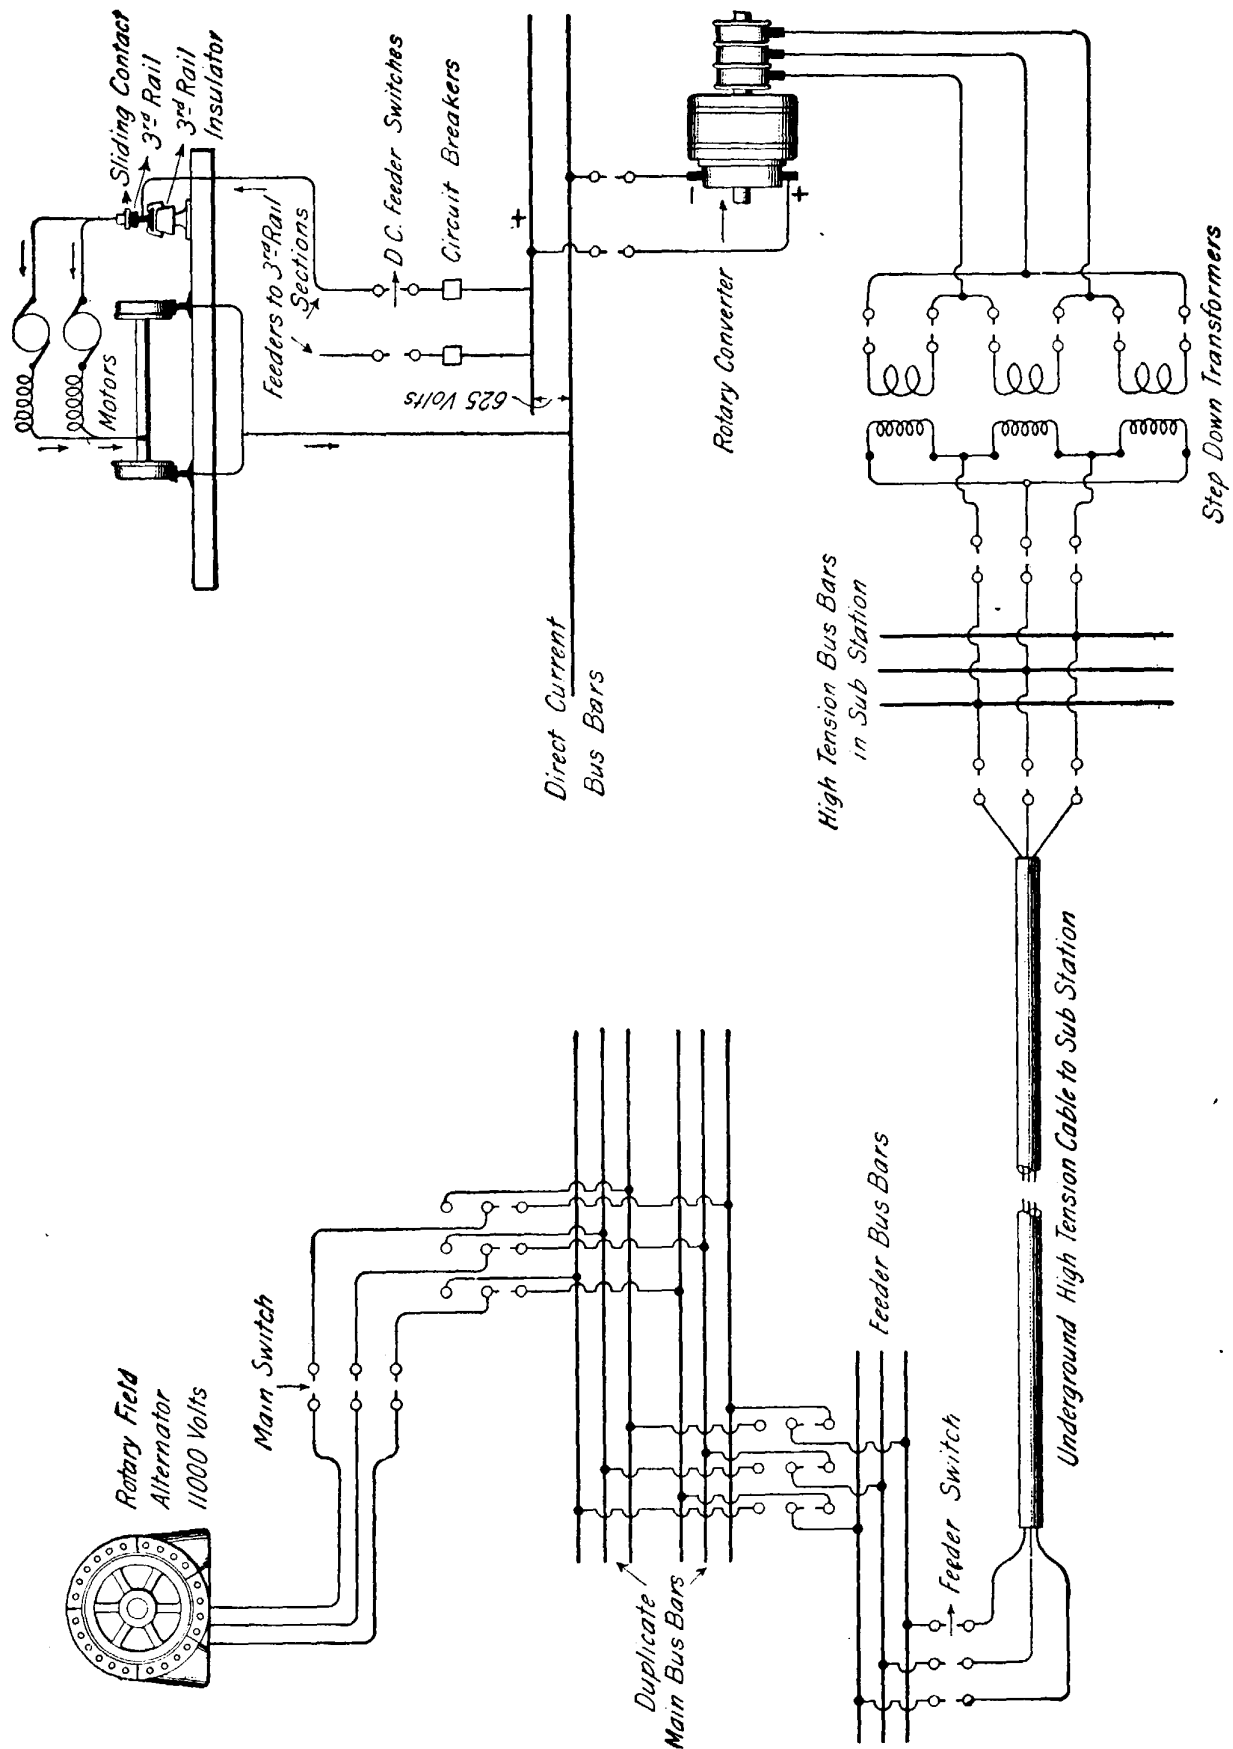 Rotary Field
Alternator
11000 Volts
Main Switch
Duplicate
Main Bus Bars
Feeder Bus Bars
Feeder Switch
Underground High Tension Cable to Sub Station
High Tension Bus Bars
in Sub Station
Step Down Transformers
Rotary Converter
-
+
Direct Current
Bus Bars
625 Volts
+
Feeders to 3rd Rail
Sections
D C. Feeder Switches
Circuit Breakers
Motors
Sliding Contact
3rd Rail
3rd Rail
Insulator